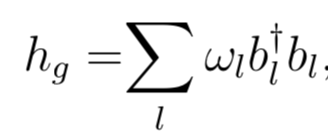 h_g = \sum_l \omega_l b_l^\dagger b_l,